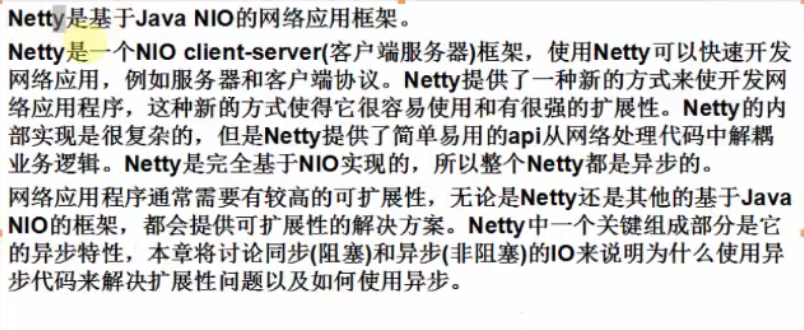 Netty是基于Java NIO的网络应用框架。
Netty是一个NIO client-server(客户端服务器)框架，使用Netty可以快速开发
网络应用，例如服务器和客户端协议。Netty提供了一种新的方式来使开发网
络应用程序，这种新的方式使得它很容易使用和有很强的扩展性。Netty的内
部实现是很复杂的，但是Netty提供了简单易用的api从网络处理代码中解耦
业务逻辑。Netty是完全基于NIO实现的，所以整个Netty都是异步的。
网络应用程序通常需要有较高的可扩展性，无论是Netty还是其他的基于Java
NIO的框架，都会提供可扩展性的解决方案。Netty中一个关键组成部分是它
的异步特性，本章将讨论同步(阻塞)和异步(非阻塞)的IO来说明为什么使用异
步代码来解决扩展性问题以及如何使用异步。